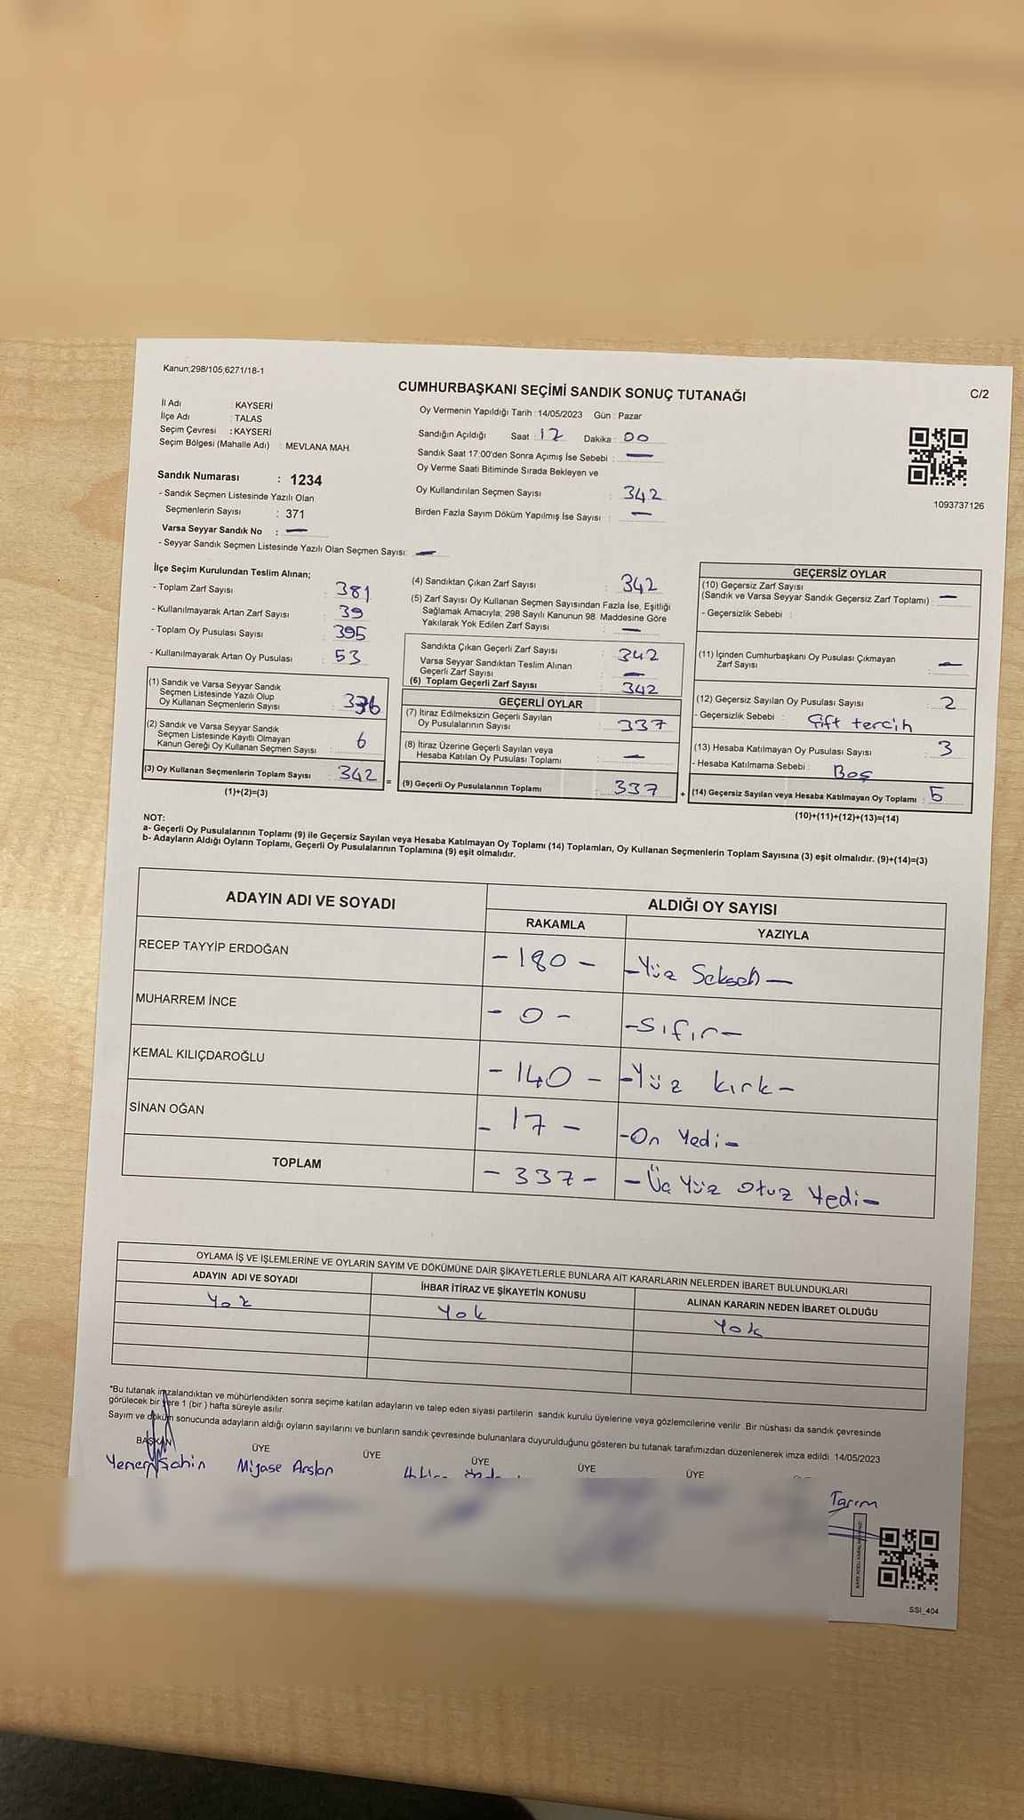 Kanun;298/105,6271/18-1
CUMHURBAŞKANI SEÇİMİ SANDIK SONUÇ TUTANAĞI
C/2
İl Adı : KAYSERİ
İlçe Adı : TALAS
Seçim Çevresi : KAYSERİ
Seçim Bölgesi (Mahalle Adı) : MEVLANA MAH.
Sandık Numarası : 1234
- Sandık Seçmen Listesinde Yazılı Olan
Seçmenlerin Sayısı : 371
Varsa Seyyar Sandık No : —
- Seyyar Sandık Seçmen Listesinde Yazılı Olan Seçmen Sayısı: —
Oy Vermenin Yapıldığı Tarih : 14/05/2023 Gün : Pazar
Sandığın Açıldığı Saat : 17 Dakika : 00
Sandık Saat 17:00'den Sonra Açımış İse Sebebi : —
Oy Verme Saati Bitiminde Sırada Bekleyen ve
Oy Kullandırılan Seçmen Sayısı : 342
Birden Fazla Sayım Döküm Yapılmış İse Sayısı : —
1093737126
İlçe Seçim Kurulundan Teslim Alınan;
- Toplam Zarf Sayısı : 381
- Kullanılmayarak Artan Zarf Sayısı : 39
- Toplam Oy Pusulası Sayısı : 395
- Kullanılmayarak Artan Oy Pusulası : 53
(1) Sandık ve Varsa Seyyar Sandık
Seçmen Listesinde Yazılı Olup
Oy Kullanan Seçmenlerin Sayısı : 336
(2) Sandık ve Varsa Seyyar Sandık
Seçmen Listesinde Kayıtlı Olmayan
Kanun Gereği Oy Kullanan Seçmen Sayısı : 6
(3) Oy Kullanan Seçmenlerin Toplam Sayısı : 342
(1)+(2)=(3)
(4) Sandıktan Çıkan Zarf Sayısı : 342
(5) Zarf Sayısı Oy Kullanan Seçmen Sayısından Fazla İse, Eşitliği
Sağlamak Amacıyla; 298 Sayılı Kanunun 98. Maddesine Göre
Yakılarak Yok Edilen Zarf Sayısı : —
Sandıkta Çıkan Geçerli Zarf Sayısı : 342
Varsa Seyyar Sandıktan Teslim Alınan
Geçerli Zarf Sayısı : —
(6) Toplam Geçerli Zarf Sayısı : 342
GEÇERLİ OYLAR
(7) İtiraz Edilmeksizin Geçerli Sayılan
Oy Pusulalarının Sayısı : 337
(8) İtiraz Üzerine Geçerli Sayılan veya
Hesaba Katılan Oy Pusulası Toplamı : —
= (9) Geçerli Oy Pusulalarının Toplamı : 337 +
GEÇERSİZ OYLAR
(10) Geçersiz Zarf Sayısı
(Sandık ve Varsa Seyyar Sandık Geçersiz Zarf Toplamı) : —
- Geçersizlik Sebebi :
(11) İçinden Cumhurbaşkanı Oy Pusulası Çıkmayan
Zarf Sayısı : —
(12) Geçersiz Sayılan Oy Pusulası Sayısı : 2
- Geçersizlik Sebebi : Çift tercih
(13) Hesaba Katılmayan Oy Pusulası Sayısı : 3
- Hesaba Katılmama Sebebi : Boş
(14) Geçersiz Sayılan veya Hesaba Katılmayan Oy Toplamı : 5
(10)+(11)+(12)+(13)=(14)
NOT:
a- Geçerli Oy Pusulalarının Toplamı (9) ile Geçersiz Sayılan veya Hesaba Katılmayan Oy Toplamı (14) Toplamları, Oy Kullanan Seçmenlerin Toplam Sayısına (3) eşit olmalıdır. (9)+(14)=(3)
b- Adayların Aldığı Oyların Toplamı, Geçerli Oy Pusulalarının Toplamına (9) eşit olmalıdır.
ADAYIN ADI VE SOYADI
ALDIĞI OY SAYISI
RAKAMLA YAZIYLA
RECEP TAYYİP ERDOĞAN -180- -Yüz Seksen-
MUHARREM İNCE -0- -Sıfır-
KEMAL KILIÇDAROĞLU -140- -Yüz kırk-
SİNAN OĞAN -17- -On Yedi-
TOPLAM -337- -Üç Yüz otuz Yedi-
OYLAMA İŞ VE İŞLEMLERİNE VE OYLARIN SAYIM VE DÖKÜMÜNE DAİR ŞİKAYETLERLE BUNLARA AİT KARARLARIN NELERDEN İBARET BULUNDUKLARI
ADAYIN ADI VE SOYADI İHBAR İTİRAZ VE ŞİKAYETİN KONUSU ALINAN KARARIN NEDEN İBARET OLDUĞU
Yok Yok Yok
*Bu tutanak imzalandıktan ve mühürlendikten sonra seçime katılan adayların ve talep eden siyasi partilerin sandık kurulu üyelerine veya gözlemcilerine verilir. Bir nüshası da sandık çevresinde
görülecek bir yere 1 (bir) hafta süreyle asılır.
Sayım ve döküm sonucunda adayların aldığı oyların sayılarını ve bunların sandık çevresinde bulunanlara duyurulduğunu gösteren bu tutanak tarafımızdan düzenlenerek imza edildi. 14/05/2023
BAŞKAN ÜYE ÜYE ÜYE ÜYE ÜYE
Şahin Arslan
Tarım
SSI_404